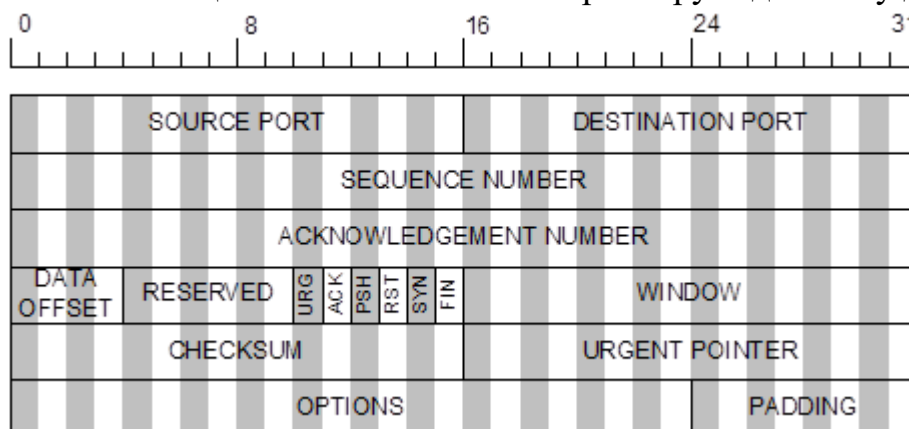 0 8 16 24 31
SOURCE PORT DESTINATION PORT
SEQUENCE NUMBER
ACKNOWLEDGEMENT NUMBER
DATA OFFSET RESERVED URG ACK PSH RST SYN FIN WINDOW
CHECKSUM URGENT POINTER
OPTIONS PADDING